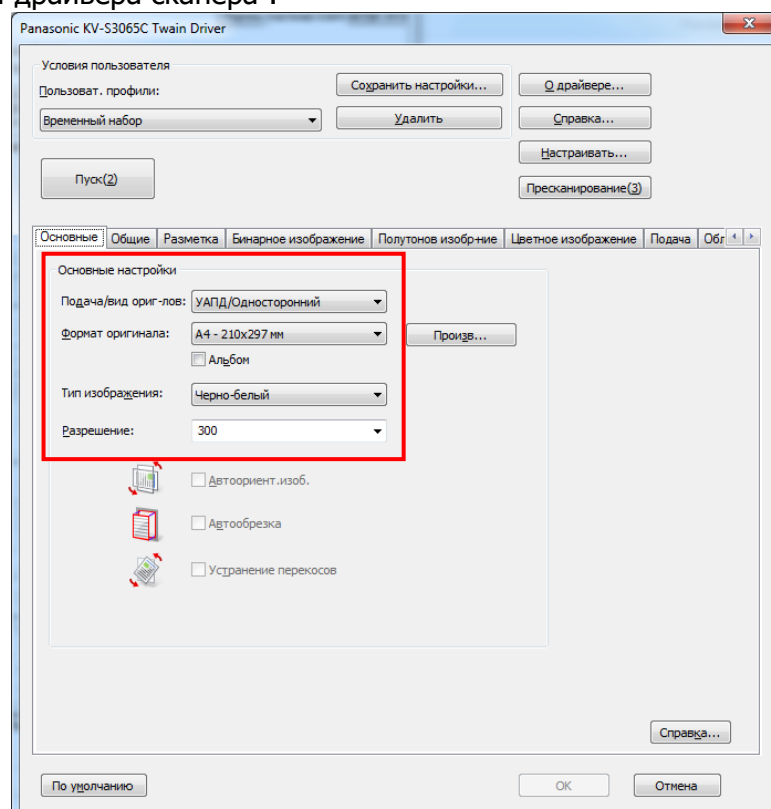 драйвера сканера .
Panasonic KV-S3065C Twain Driver
Условия пользователя
Пользоват. профили:
Сохранить настройки...
О драйвере...
Временный набор
Удалить
Справка...
Настраивать...
Пуск(2)
Пресканирование(3)
Основные Общие Разметка Бинарное изображение Полутонов изобр-ние Цветное изображение Подача
Основные настройки
Подача/вид ориг-лов: УАПД/Односторонний
Формат оригинала: A4 - 210x297 мм
Произв...
Альбом
Тип изображения: Черно-белый
Разрешение: 300
Автоориент.изоб.
Автообрезка
Устранение перекосов
Справка...
По умолчанию
OK
Отмена